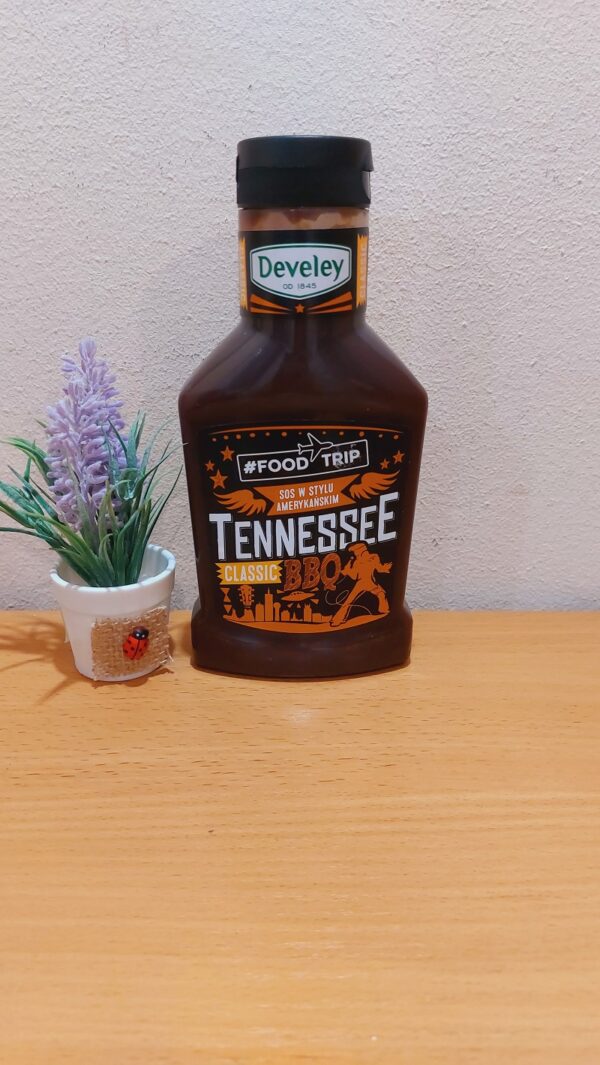 Develey
OD 1845
#FOOD TRIP
SOS W STYLU
AMERYKAŃSKIM
TENNESSEE
CLASSIC BBQ